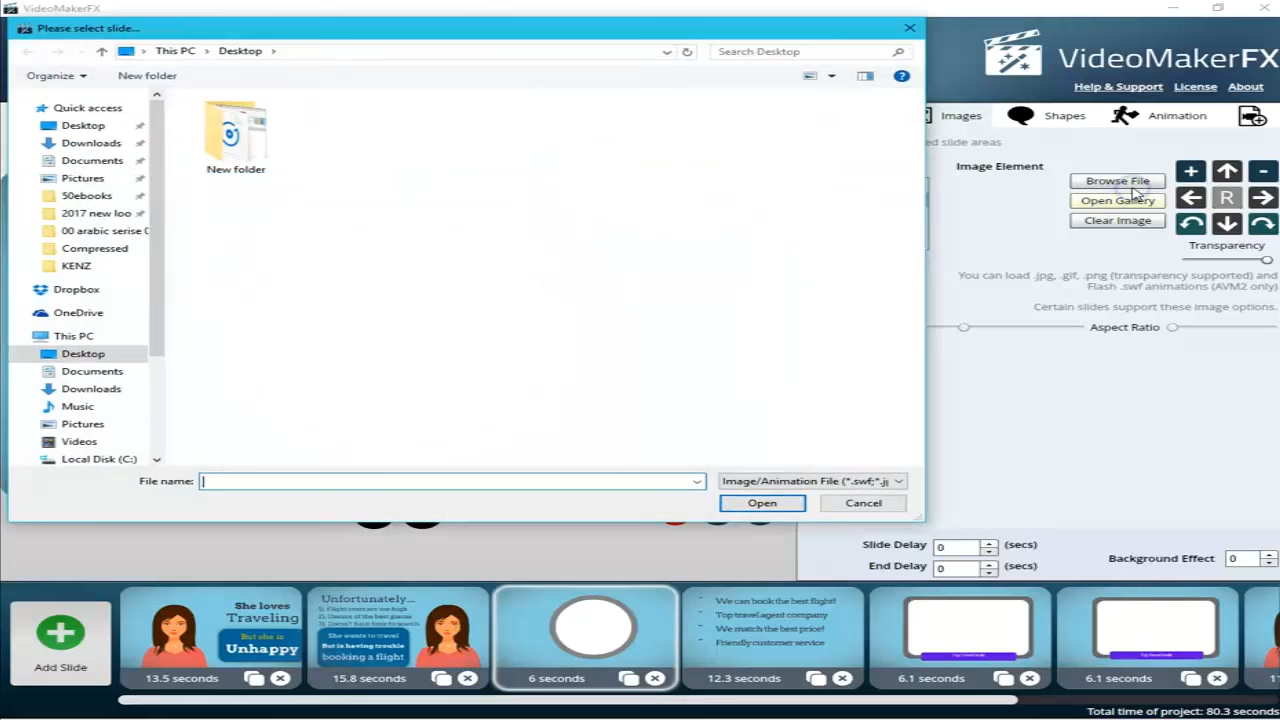 VideoMakerFX
Please select slide...
This PC
Desktop
Search Desktop
Organize
New folder
Quick access
Desktop
Downloads
Documents
Pictures
50ebooks
2017 new loo
00 arabic serise (
Compressed
KENZ
Dropbox
OneDrive
This PC
Desktop
Documents
Downloads
Music
Pictures
Videos
Local Disk (C:)
New folder
File name:
Image/Animation File (*.swf;*.j
Open
Cancel
VideoMakerFX
Help & Support
License
About
Images
Shapes
Animation
ed slide areas
Image Element
Browse File
Open Gallery
Clear Image
R
Transparency
You can load .jpg, .gif, .png (transparency supported) and
Flash .swf animations (AVM2 only)
Certain slides support these image options.
Aspect Ratio
Slide Delay 0 (secs)
End Delay 0 (secs)
Background Effect 0
Add Slide
She loves
Traveling
But she is
Unhappy
13.5 seconds
Unfortunately...
She wants to travel
But is having trouble
booking a flight
15.8 seconds
6 seconds
- We can book the best flight!
- Top travel agent company
- We match the best price!
- Friendly customer service
12.3 seconds
6.1 seconds
6.1 seconds
Total time of project: 80.3 seconds